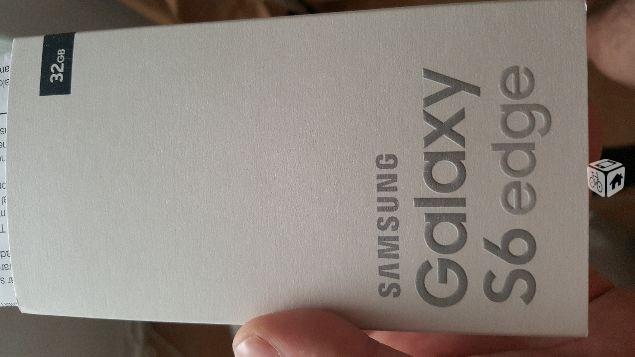 32GB
SAMSUNG
Galaxy
S6 edge